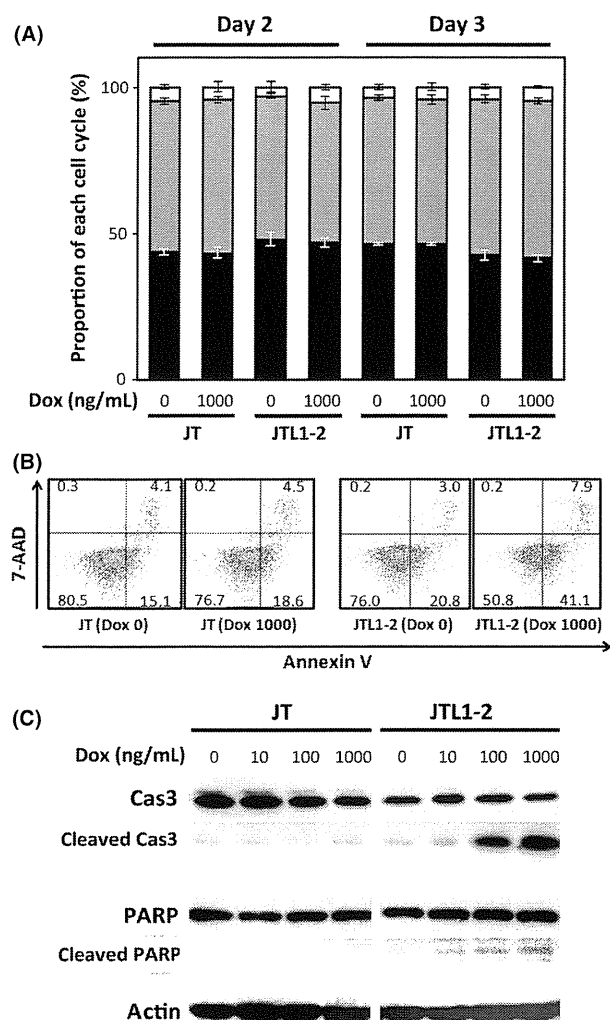 (A)
Day 2 Day 3
Proportion of each cell cycle (%)
100
50
0
Dox (ng/mL) 0 1000 0 1000 0 1000 0 1000
JT JTL1-2 JT JTL1-2
(B)
7-AAD
0.3 4.1 0.2 4.5 0.2 3.0 0.2 7.9
80.5 15.1 76.7 18.6 76.0 20.8 50.8 41.1
JT (Dox 0) JT (Dox 1000) JTL1-2 (Dox 0) JTL1-2 (Dox 1000)
Annexin V
(C)
JT JTL1-2
Dox (ng/mL) 0 10 100 1000 0 10 100 1000
Cas3
Cleaved Cas3
PARP
Cleaved PARP
Actin